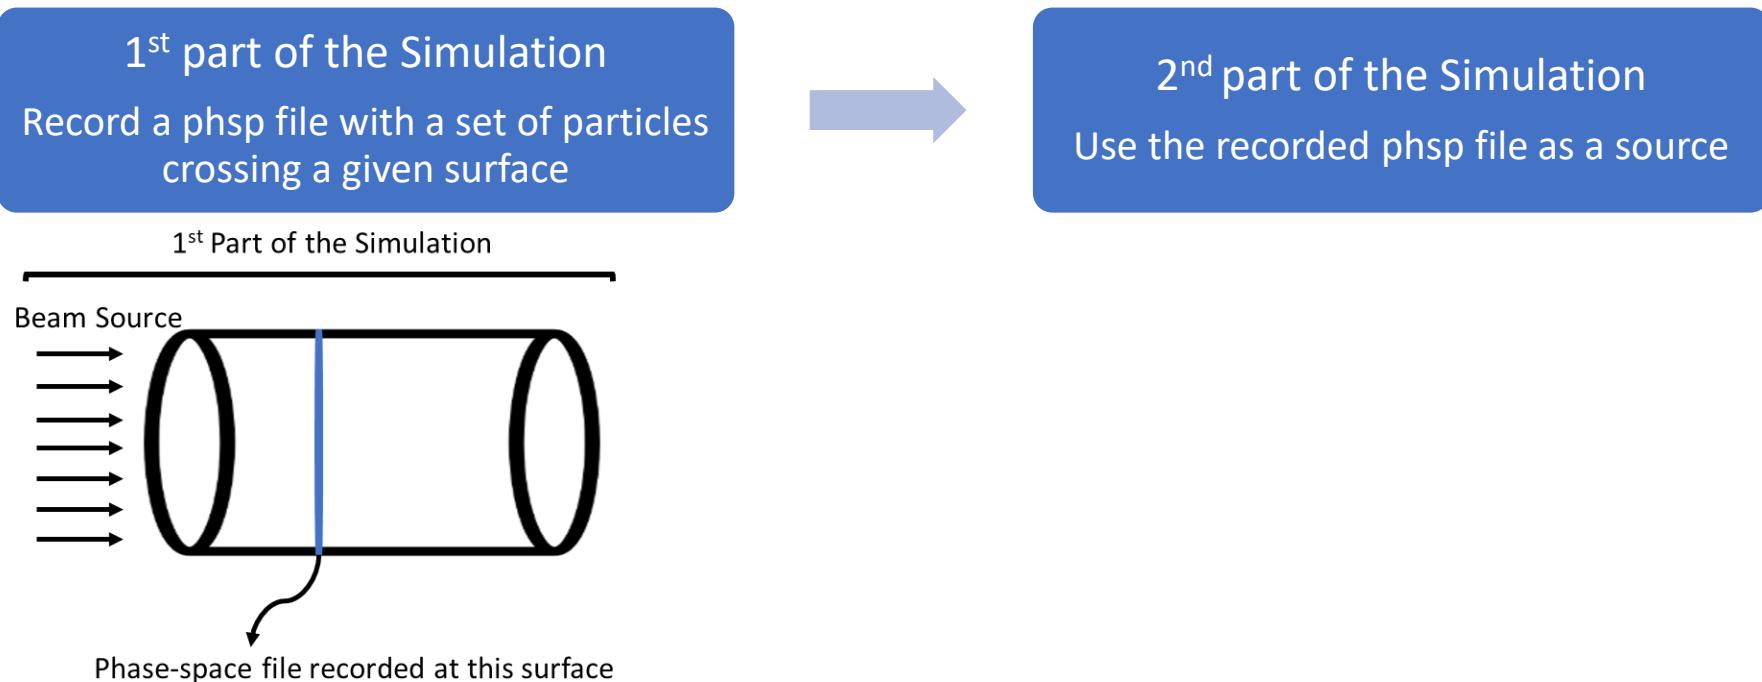 1st part of the Simulation
Record a phsp file with a set of particles
crossing a given surface
2nd part of the Simulation
Use the recorded phsp file as a source
1st Part of the Simulation
Beam Source
Phase-space file recorded at this surface